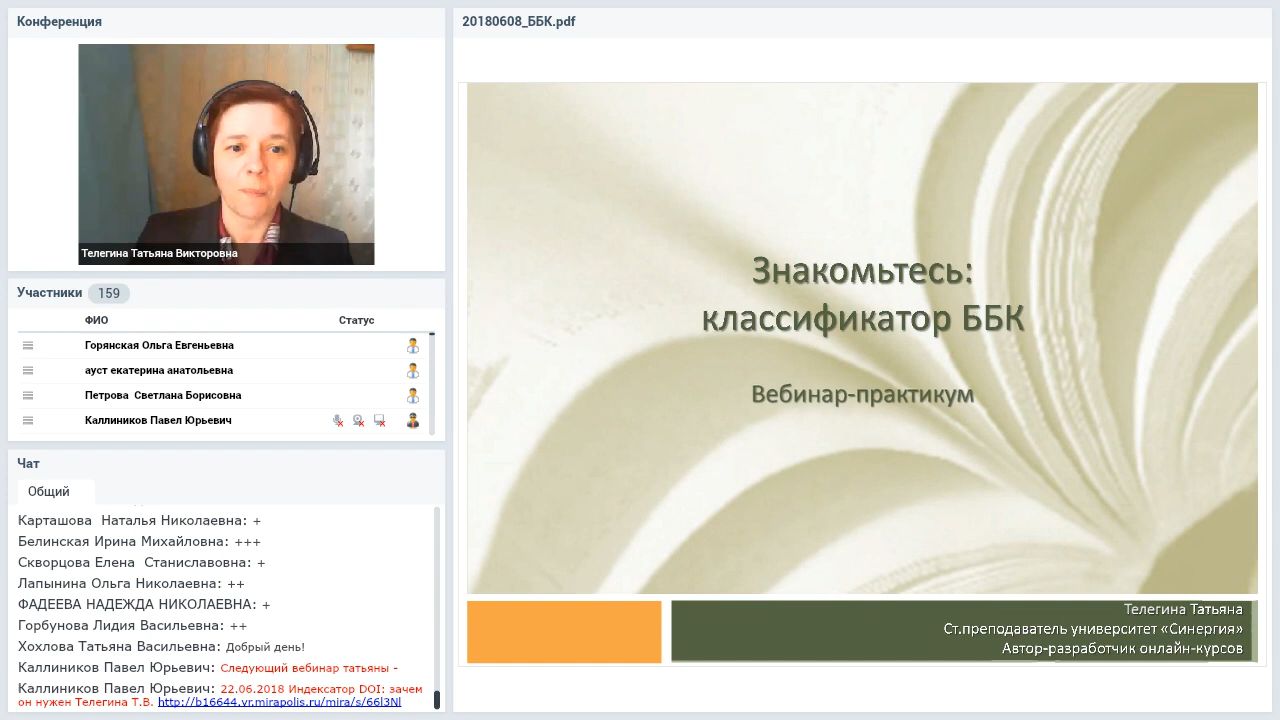 Конференция
Телегина Татьяна Викторовна
Участники 159
ФИО Статус
Горянская Ольга Евгеньевна
ауст екатерина анатольевна
Петрова Светлана Борисовна
Каллиников Павел Юрьевич
Чат
Общий
Карташова Наталья Николаевна: +
Белинская Ирина Михайловна: +++
Скворцова Елена Станиславовна: +
Лапынина Ольга Николаевна: ++
ФАДЕЕВА НАДЕЖДА НИКОЛАЕВНА: +
Горбунова Лидия Васильевна: ++
Хохлова Татьяна Васильевна: Добрый день!
Каллиников Павел Юрьевич: Следующий вебинар татьяны -
Каллиников Павел Юрьевич: 22.06.2018 Индексатор DOI: зачем
он нужен Телегина Т.В. http://b16644.vr.mirapolis.ru/mira/s/66l3Nl
20180608_ББК.pdf
Знакомьтесь:
классификатор ББК
Вебинар-практикум
Телегина Татьяна
Ст.преподаватель университет «Синергия»
Автор-разработчик онлайн-курсов